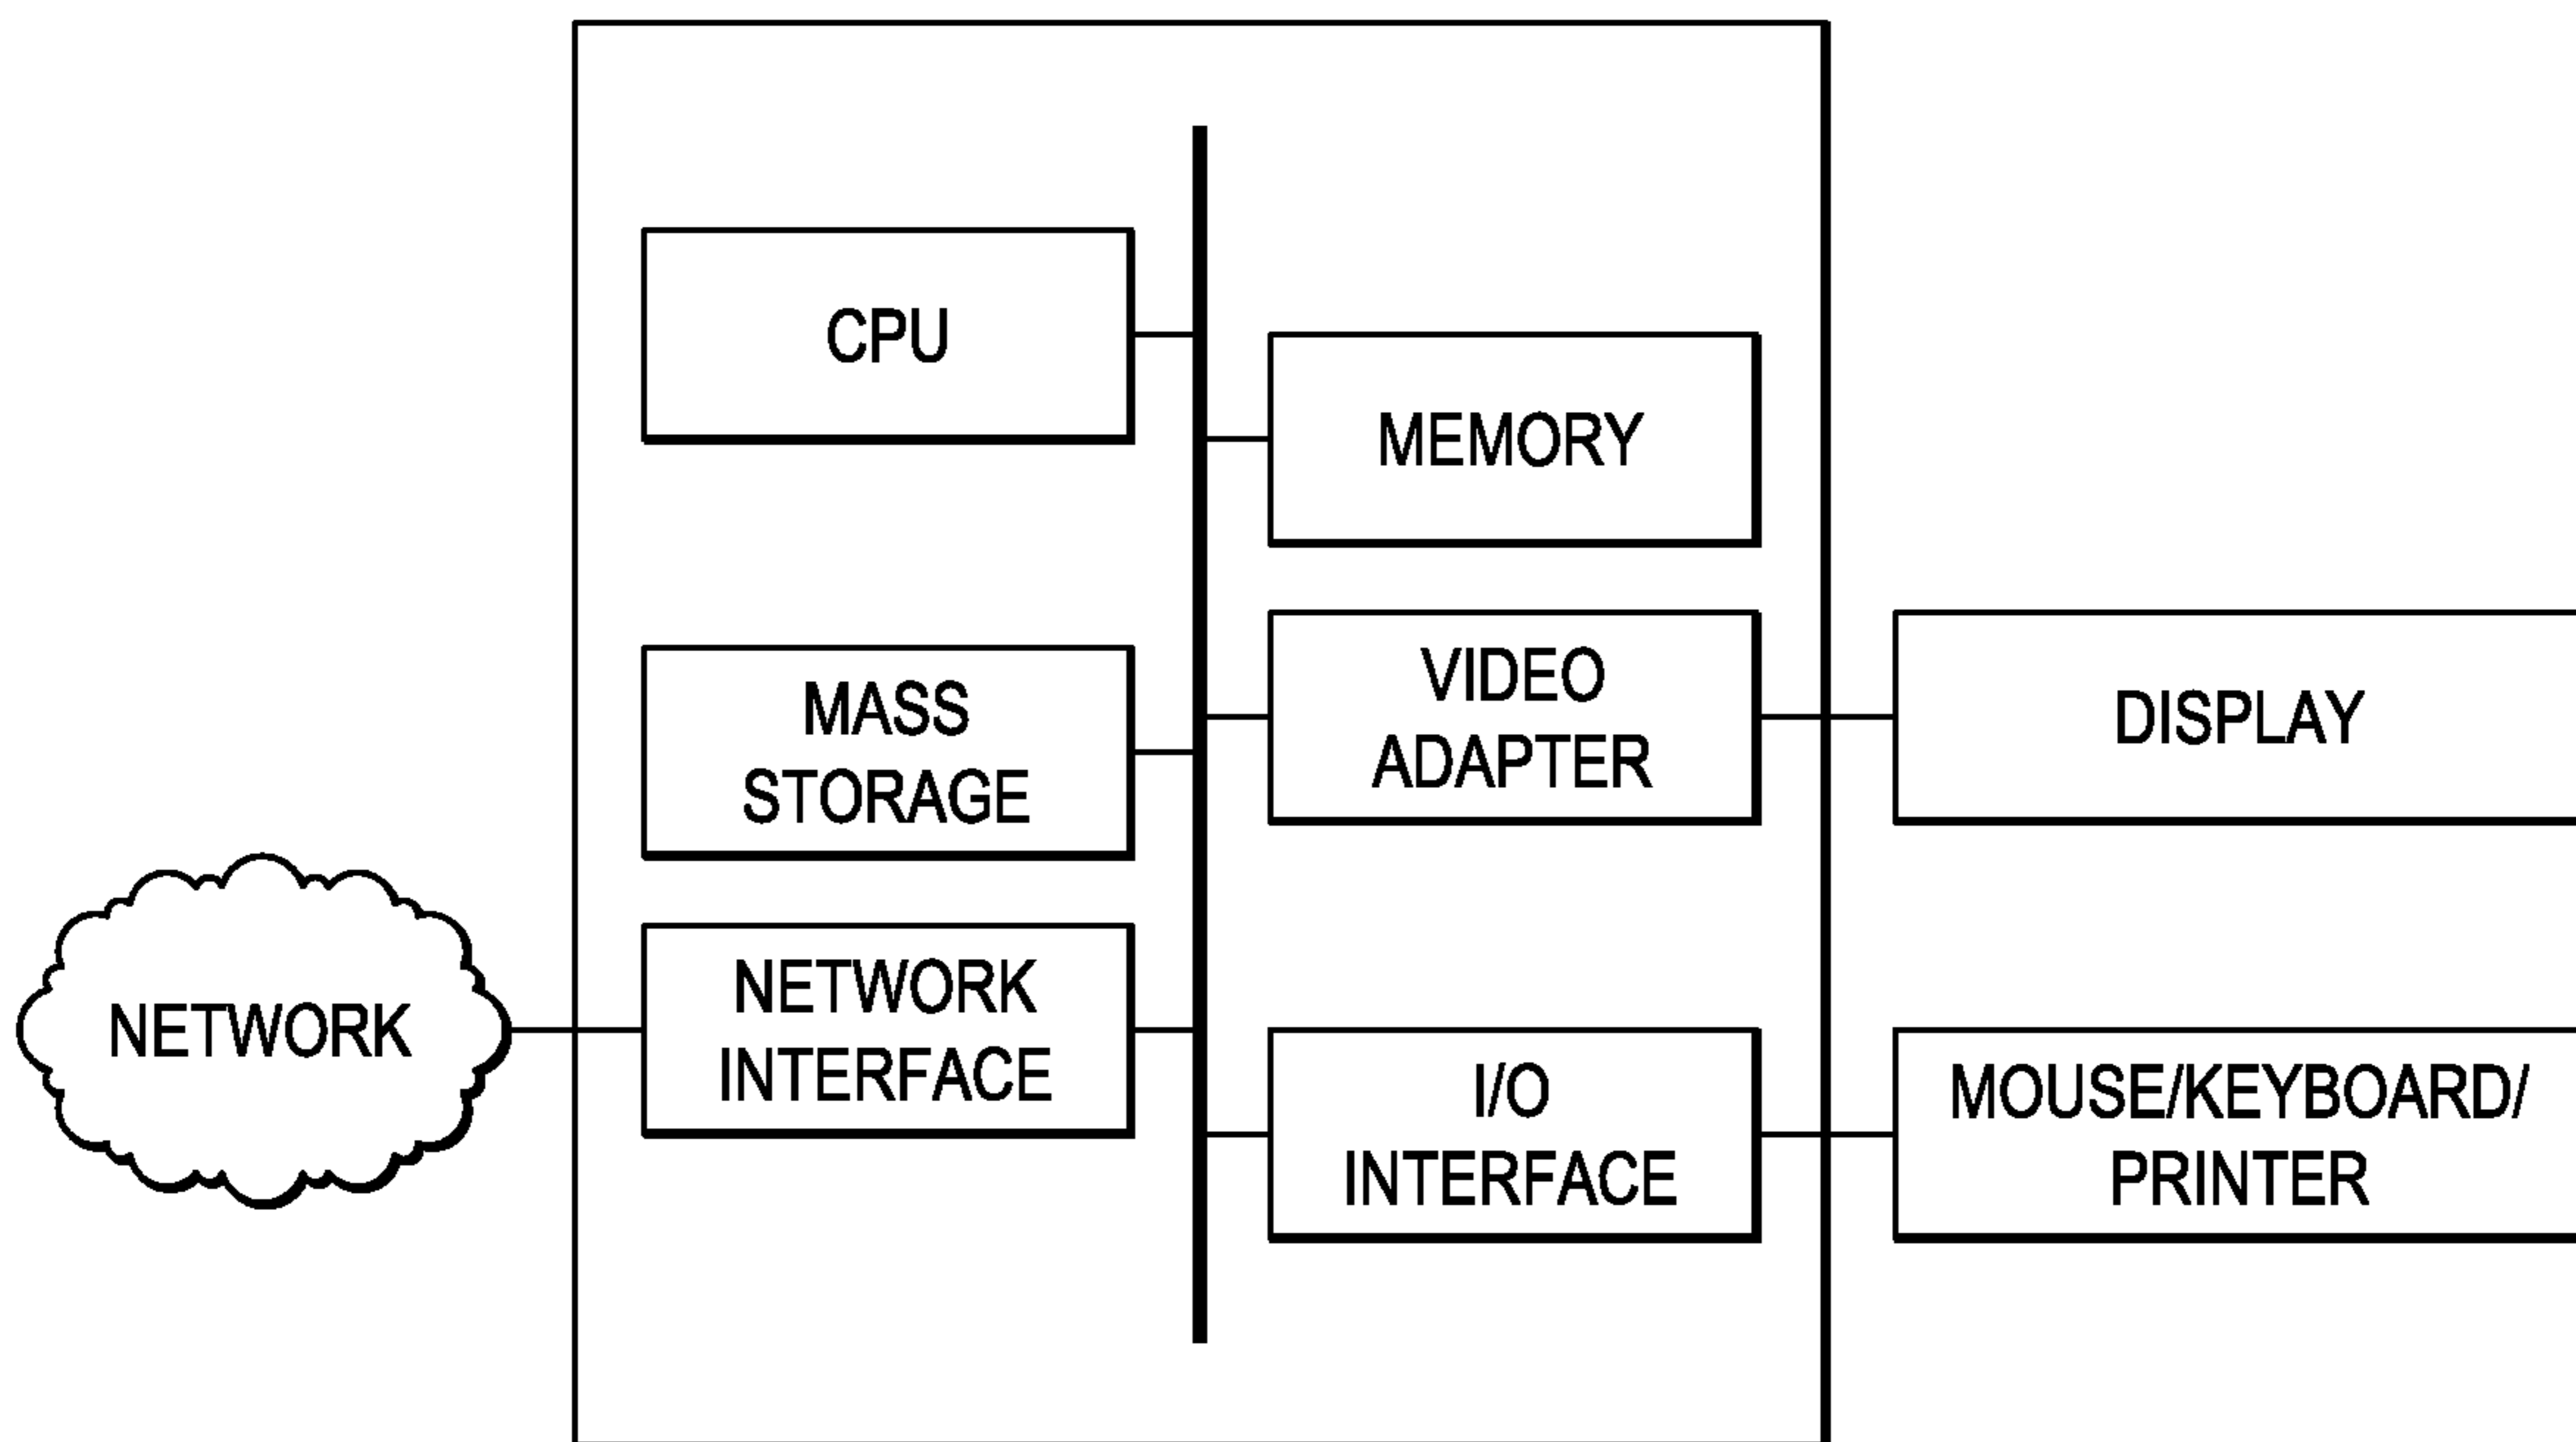 CPU
MEMORY
MASS
STORAGE
VIDEO
ADAPTER
DISPLAY
NETWORK
NETWORK
INTERFACE
I/O
INTERFACE
MOUSE/KEYBOARD/
PRINTER